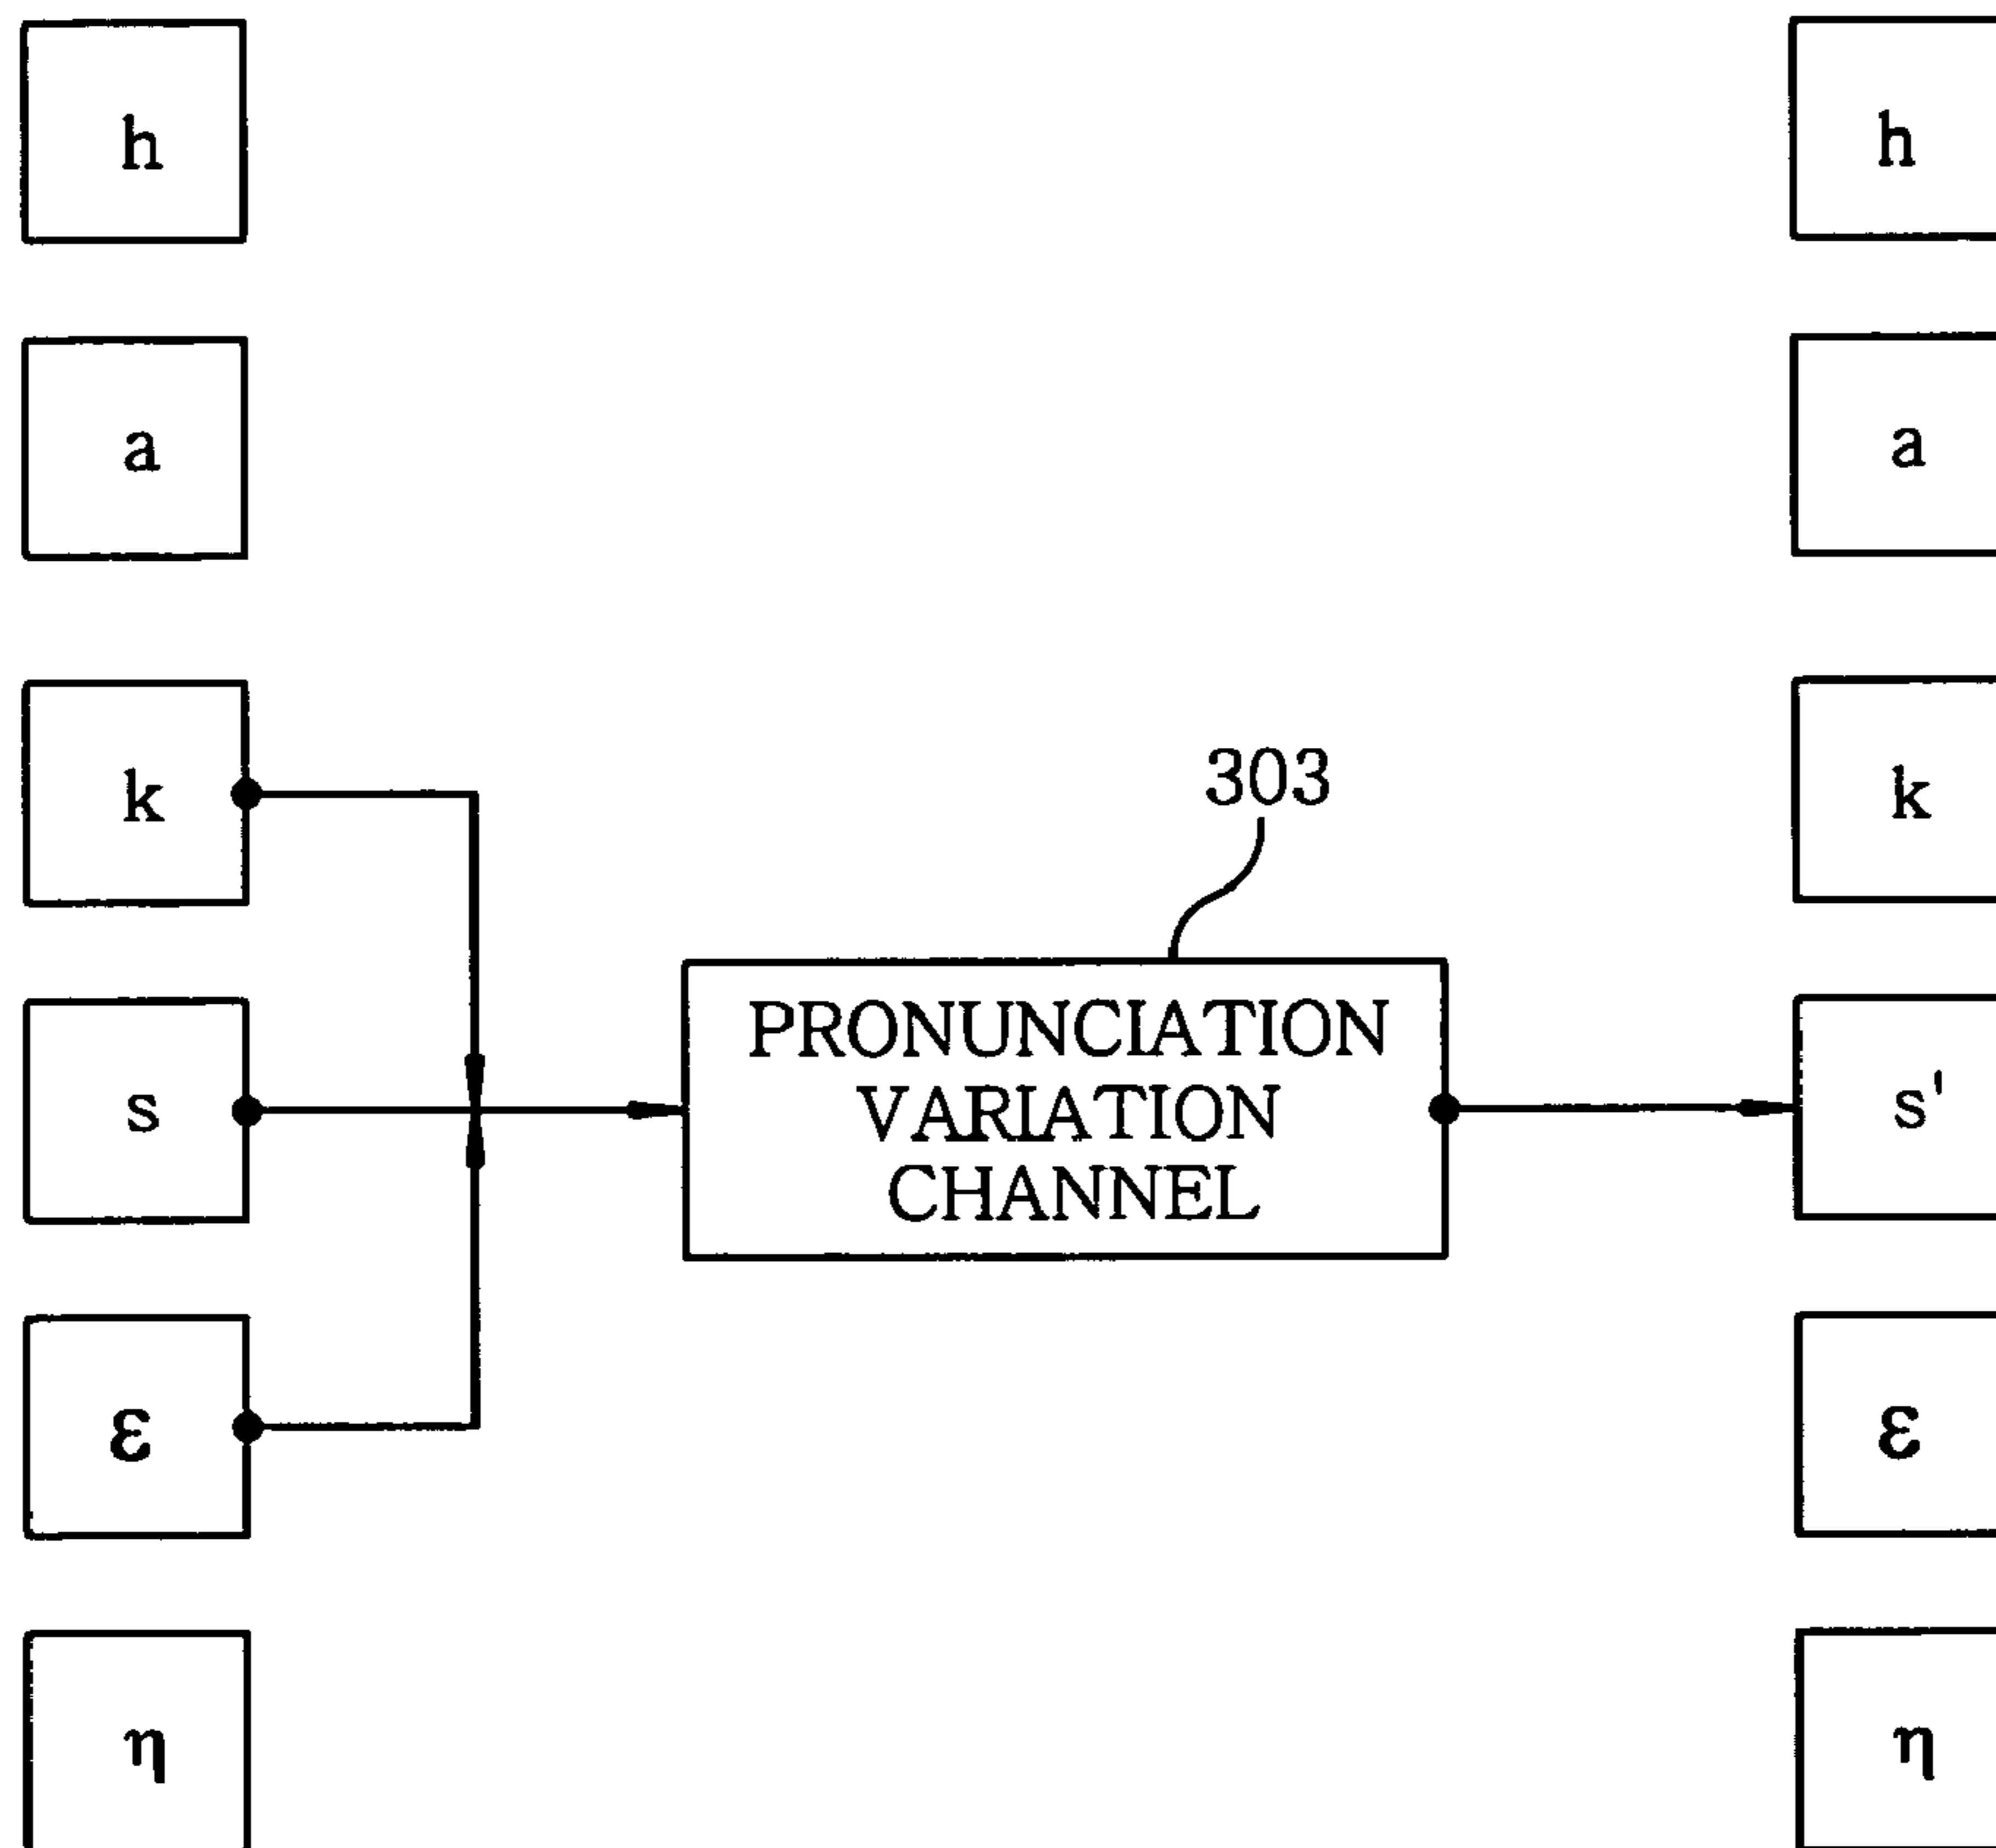 h
h
a
a
k
303
k
PRONUNCIATION
VARIATION
CHANNEL
s
s'
ε
ε
η
η